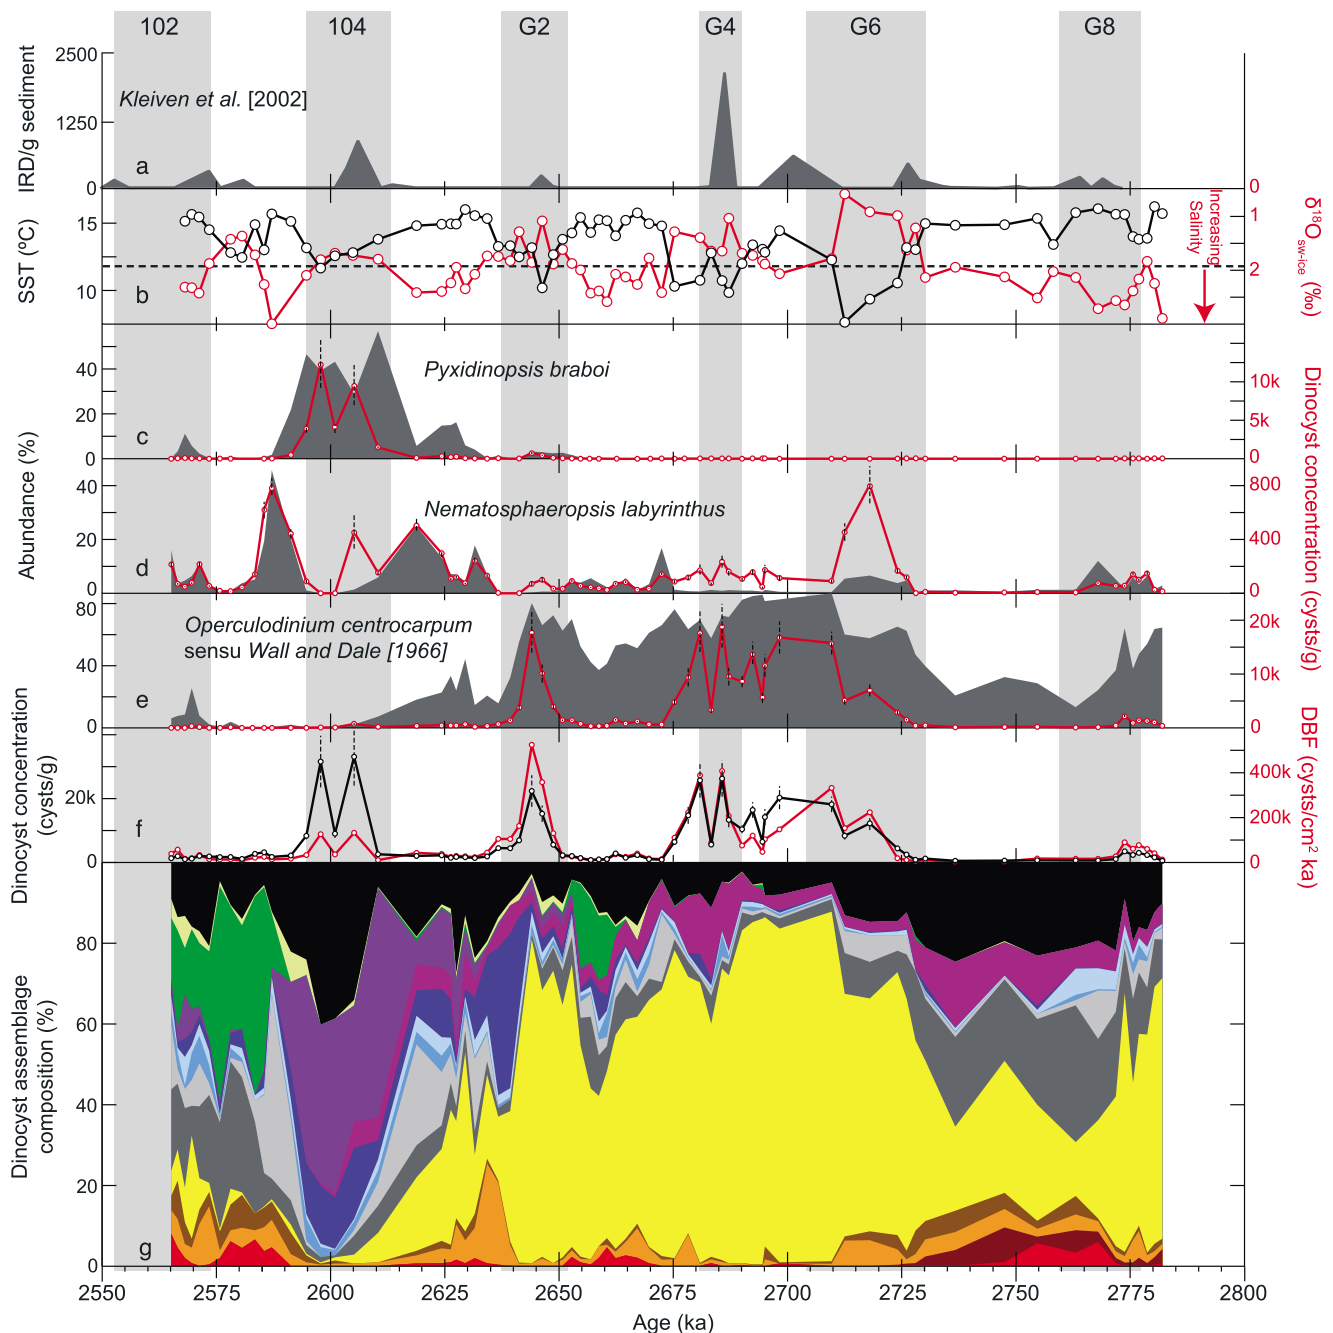 102 104 G2 G4 G6 G8
IRD/g sediment
2500
1250
0
Kleiven et al. [2002]
a
SST (ºC)
15
10
b
0
1
2
Increasing
Salinity
δ18O sw-ice (‰)
Abundance (%)
40
20
0
c
Pyxidinopsis braboi
10k
5k
0
Dinocyst concentration (cysts/g)
40
20
0
d
Nematosphaeropsis labyrinthus
800
400
0
80
40
0
e
Operculodinium centrocarpum
sensu Wall and Dale [1966]
20k
10k
0
Dinocyst concentration
(cysts/g)
20k
0
f
400k
200k
0
DBF (cysts/cm2 ka)
Dinocyst assemblage
composition (%)
80
60
40
20
0
g
2550 2575 2600 2625 2650 2675 2700 2725 2750 2775 2800
Age (ka)